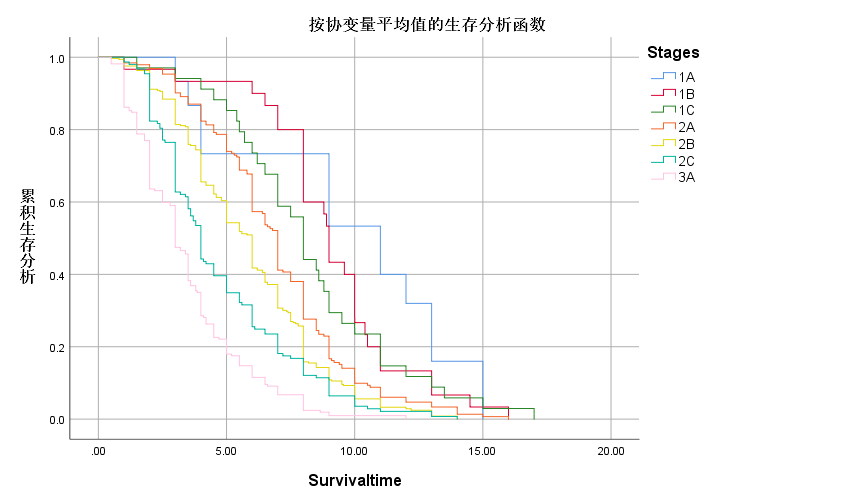 按协变量平均值的生存分析函数
Stages
1A
1B
1C
2A
2B
2C
3A
累积生存分析
1.0
0.8
0.6
0.4
0.2
0.0
.00
5.00
10.00
15.00
20.00
Survivaltime